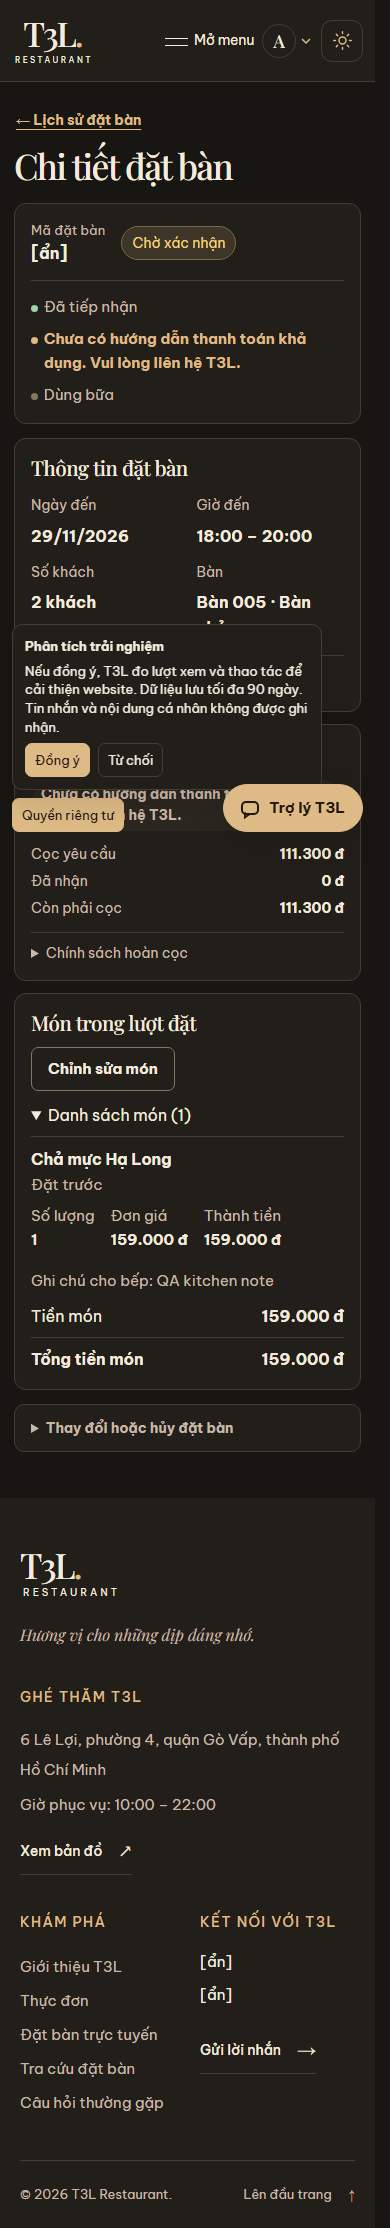 T3L.
RESTAURANT
Mở menu
A
← Lịch sử đặt bàn
Chi tiết đặt bàn
Mã đặt bàn
[ẩn]
Chờ xác nhận
Đã tiếp nhận
Chưa có hướng dẫn thanh toán khả
dụng. Vui lòng liên hệ T3L.
Dùng bữa
Thông tin đặt bàn
Ngày đến
Giờ đến
29/11/2026
18:00 – 20:00
Số khách
Bàn
2 khách
Bàn 005 · Bàn
Phân tích trải nghiệm
Nếu đồng ý, T3L đo lượt xem và thao tác để
cải thiện website. Dữ liệu lưu tối đa 90 ngày.
Tin nhắn và nội dung cá nhân không được ghi
nhận.
Đồng ý
Từ chối
Chưa có hướng dẫn thanh
Quyền riêng tư
hệ T3L.
Trợ lý T3L
Cọc yêu cầu
111.300 đ
Đã nhận
0 đ
Còn phải cọc
111.300 đ
Chính sách hoàn cọc
Món trong lượt đặt
Chỉnh sửa món
Danh sách món (1)
Chả mực Hạ Long
Đặt trước
Số lượng
Đơn giá
Thành tiền
1
159.000 đ
159.000 đ
Ghi chú cho bếp: QA kitchen note
Tiền món
159.000 đ
Tổng tiền món
159.000 đ
Thay đổi hoặc hủy đặt bàn
T3L.
RESTAURANT
Hương vị cho những dịp đáng nhớ.
GHÉ THĂM T3L
6 Lê Lợi, phường 4, quận Gò Vấp, thành phố
Hồ Chí Minh
Giờ phục vụ: 10:00 – 22:00
Xem bản đồ ↗
KHÁM PHÁ
Giới thiệu T3L
Thực đơn
Đặt bàn trực tuyến
Tra cứu đặt bàn
Câu hỏi thường gặp
KẾT NỐI VỚI T3L
[ẩn]
[ẩn]
Gửi lời nhắn →
© 2026 T3L Restaurant.
Lên đầu trang ↑